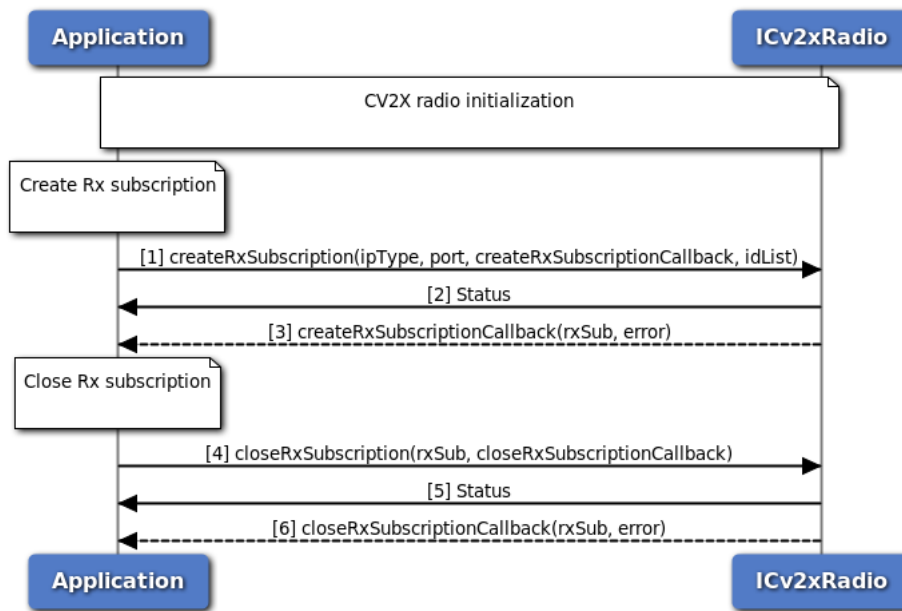 Application
ICv2xRadio
CV2X radio initialization
Create Rx subscription
[1] createRxSubscription(ipType, port, createRxSubscriptionCallback, idList)
[2] Status
[3] createRxSubscriptionCallback(rxSub, error)
Close Rx subscription
[4] closeRxSubscription(rxSub, closeRxSubscriptionCallback)
[5] Status
[6] closeRxSubscriptionCallback(rxSub, error)
Application
ICv2xRadio